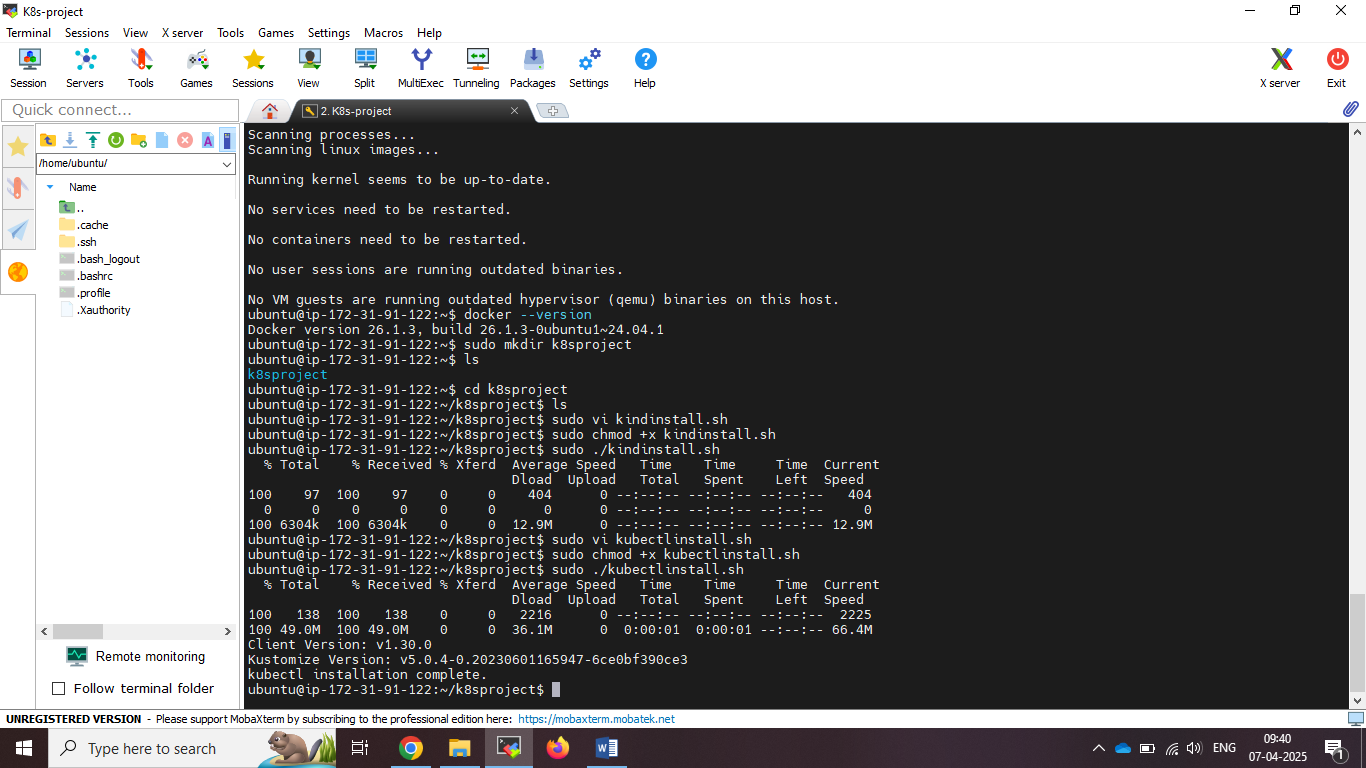 K8s-project
Terminal Sessions View X server Tools Games Settings Macros Help
Session Servers Tools Games Sessions View Split MultiExec Tunneling Packages Settings Help X server Exit
Quick connect...
2. K8s-project
/home/ubuntu/
Name
..
.cache
.ssh
.bash_logout
.bashrc
.profile
.Xauthority
Remote monitoring
Follow terminal folder
Scanning processes...
Scanning linux images...
Running kernel seems to be up-to-date.
No services need to be restarted.
No containers need to be restarted.
No user sessions are running outdated binaries.
No VM guests are running outdated hypervisor (qemu) binaries on this host.
ubuntu@ip-172-31-91-122:~$ docker --version
Docker version 26.1.3, build 26.1.3-0ubuntu1~24.04.1
ubuntu@ip-172-31-91-122:~$ sudo mkdir k8sproject
ubuntu@ip-172-31-91-122:~$ ls
k8sproject
ubuntu@ip-172-31-91-122:~$ cd k8sproject
ubuntu@ip-172-31-91-122:~/k8sproject$ ls
ubuntu@ip-172-31-91-122:~/k8sproject$ sudo vi kindinstall.sh
ubuntu@ip-172-31-91-122:~/k8sproject$ sudo chmod +x kindinstall.sh
ubuntu@ip-172-31-91-122:~/k8sproject$ sudo ./kindinstall.sh
  % Total    % Received % Xferd  Average Speed   Time    Time     Time  Current
                                 Dload  Upload   Total   Spent    Left  Speed
100    97  100    97    0     0    404      0 --:--:-- --:--:-- --:--:--   404
  0     0    0     0    0     0      0      0 --:--:-- --:--:-- --:--:--     0
100 6304k  100 6304k    0     0  12.9M      0 --:--:-- --:--:-- --:--:-- 12.9M
ubuntu@ip-172-31-91-122:~/k8sproject$ sudo vi kubectlinstall.sh
ubuntu@ip-172-31-91-122:~/k8sproject$ sudo chmod +x kubectlinstall.sh
ubuntu@ip-172-31-91-122:~/k8sproject$ sudo ./kubectlinstall.sh
  % Total    % Received % Xferd  Average Speed   Time    Time     Time  Current
                                 Dload  Upload   Total   Spent    Left  Speed
100   138  100   138    0     0   2216      0 --:--:-- --:--:-- --:--:--  2225
100 49.0M  100 49.0M    0     0  36.1M      0  0:00:01  0:00:01 --:--:-- 66.4M
Client Version: v1.30.0
Kustomize Version: v5.0.4-0.20230601165947-6ce0bf390ce3
kubectl installation complete.
ubuntu@ip-172-31-91-122:~/k8sproject$
UNREGISTERED VERSION - Please support MobaXterm by subscribing to the professional edition here: https://mobaxterm.mobatek.net
Type here to search
ENG
09:40
07-04-2025
1